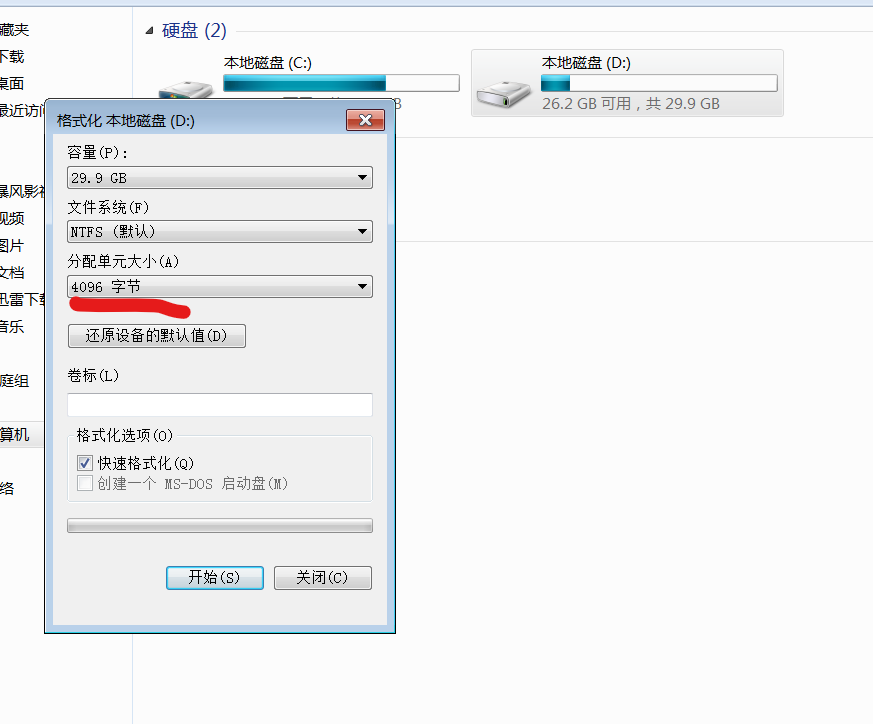 硬盘 (2)
本地磁盘 (C:)
本地磁盘 (D:)
26.2 GB 可用，共 29.9 GB
藏夹
下载
桌面
最近访问
暴风影视
视频
图片
文档
迅雷下载
音乐
庭组
算机
络
格式化 本地磁盘 (D:)
容量(P):
29.9 GB
文件系统(F)
NTFS (默认)
分配单元大小(A)
4096 字节
还原设备的默认值(D)
卷标(L)
格式化选项(O)
快速格式化(Q)
创建一个 MS-DOS 启动盘(M)
开始(S)
关闭(C)